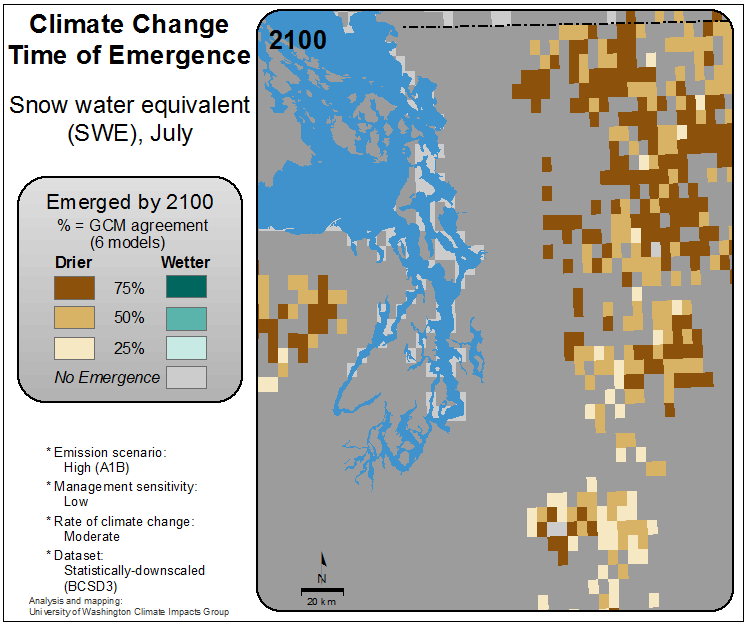 Climate Change
Time of Emergence
Snow water equivalent
(SWE), July
Emerged by 2100
% = GCM agreement
(6 models)
Drier Wetter
75%
50%
25%
No Emergence
* Emission scenario:
High (A1B)
* Management sensitivity:
Low
* Rate of climate change:
Moderate
* Dataset:
Statistically-downscaled
(BCSD3)
Analysis and mapping:
University of Washington Climate Impacts Group
2100
N
20 km